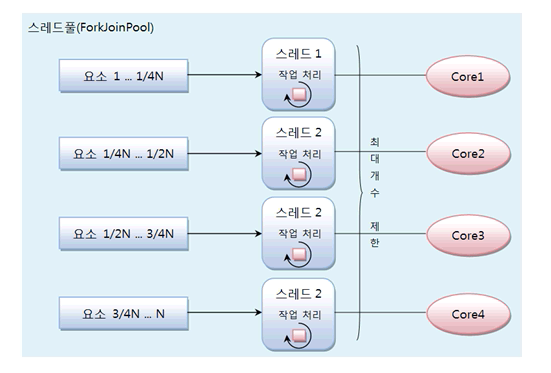 스레드풀(ForkJoinPool)
요소 1 ... 1/4N
스레드 1
작업 처리
Core1
요소 1/4N ... 1/2N
스레드 2
작업 처리
Core2
요소 1/2N ... 3/4N
스레드 2
작업 처리
Core3
요소 3/4N ... N
스레드 2
작업 처리
Core4
최
대
개
수
제
한